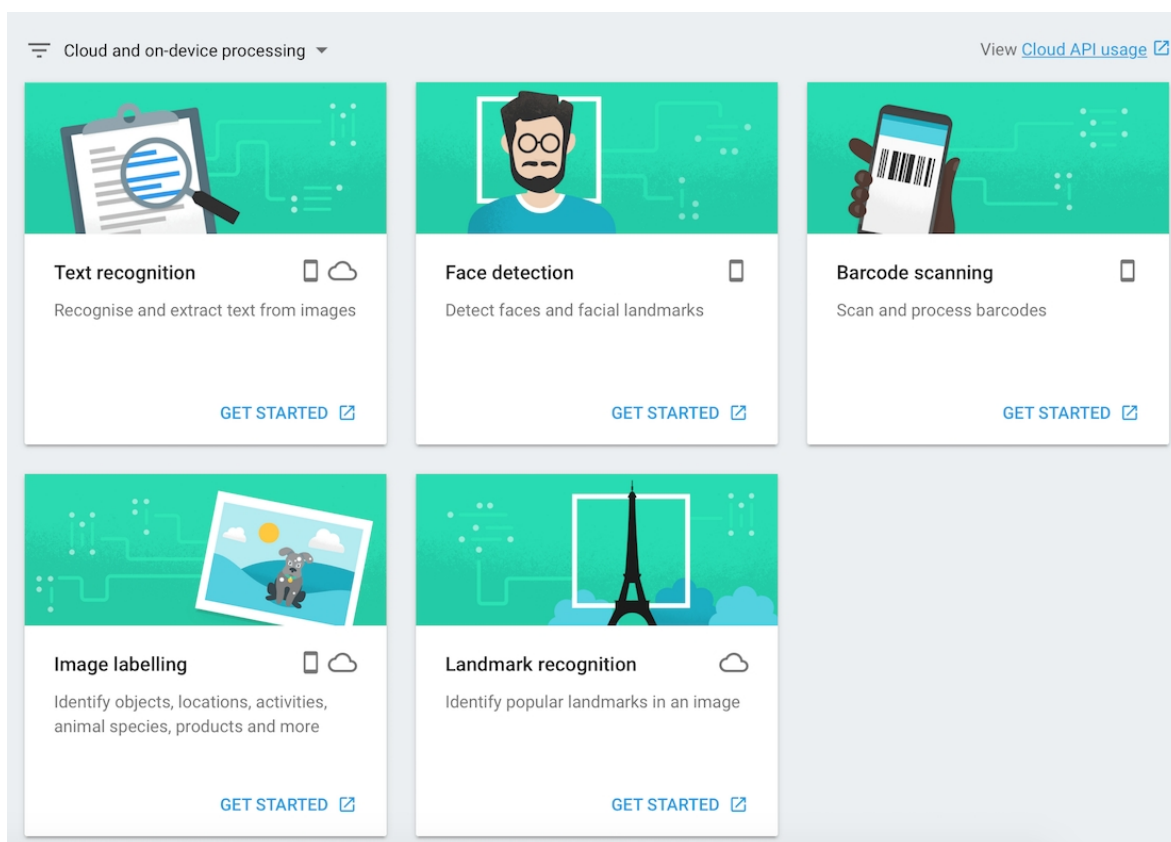 Cloud and on-device processing
View Cloud API usage
Text recognition
Recognise and extract text from images
GET STARTED
Face detection
Detect faces and facial landmarks
GET STARTED
Barcode scanning
Scan and process barcodes
GET STARTED
Image labelling
Identify objects, locations, activities,
animal species, products and more
GET STARTED
Landmark recognition
Identify popular landmarks in an image
GET STARTED